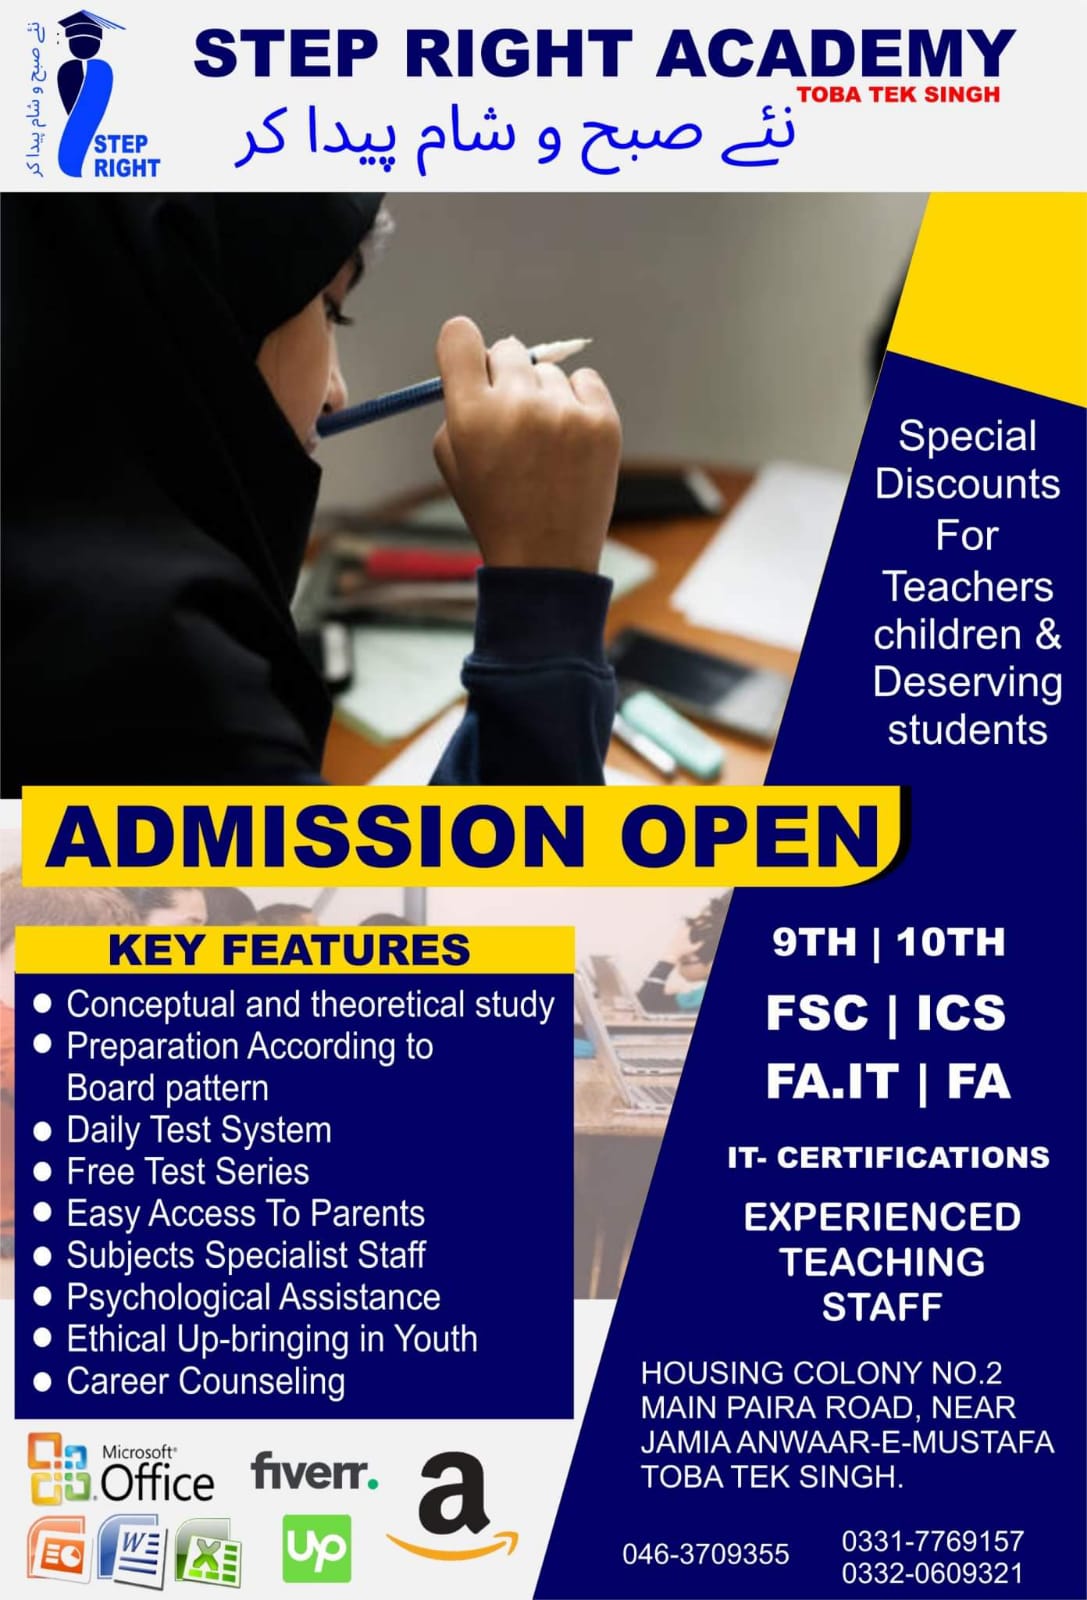 نئے صبح و شام پیدا کر
STEP
RIGHT
STEP RIGHT ACADEMY
TOBA TEK SINGH
نئے صبح و شام پیدا کر
Special
Discounts
For
Teachers
children &
Deserving
students
ADMISSION OPEN
KEY FEATURES
Conceptual and theoretical study
Preparation According to
Board pattern
Daily Test System
Free Test Series
Easy Access To Parents
Subjects Specialist Staff
Psychological Assistance
Ethical Up-bringing in Youth
Career Counseling
9TH | 10TH
FSC | ICS
FA.IT | FA
IT- CERTIFICATIONS
EXPERIENCED
TEACHING
STAFF
HOUSING COLONY NO.2
MAIN PAIRA ROAD, NEAR
JAMIA ANWAAR-E-MUSTAFA
TOBA TEK SINGH.
046-3709355
0331-7769157
0332-0609321
Microsoft
Office
fiverr.
a
W
X
Up